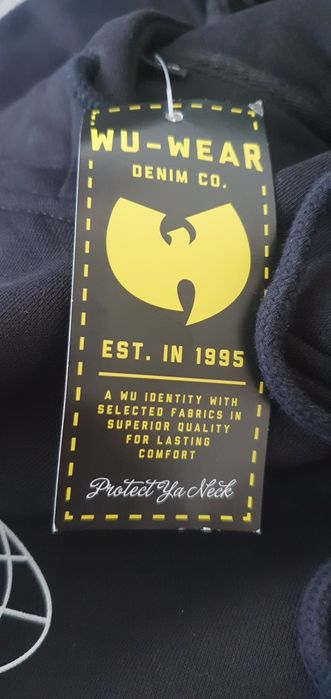 WU-WEAR
DENIM CO.
EST. IN 1995
A WU IDENTITY WITH
SELECTED FABRICS IN
SUPERIOR QUALITY
FOR LASTING
COMFORT
Protect Ya Neck